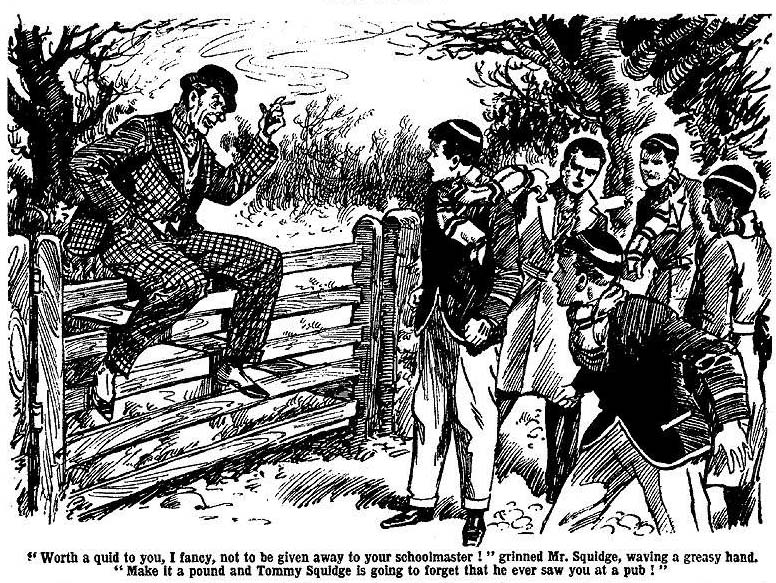 “ Worth a quid to you, I fancy, not to be given away to your schoolmaster ! ” grinned Mr. Squidge, waving a greasy hand.
“ Make it a pound and Tommy Squidge is going to forget that he ever saw you at a pub ! ”